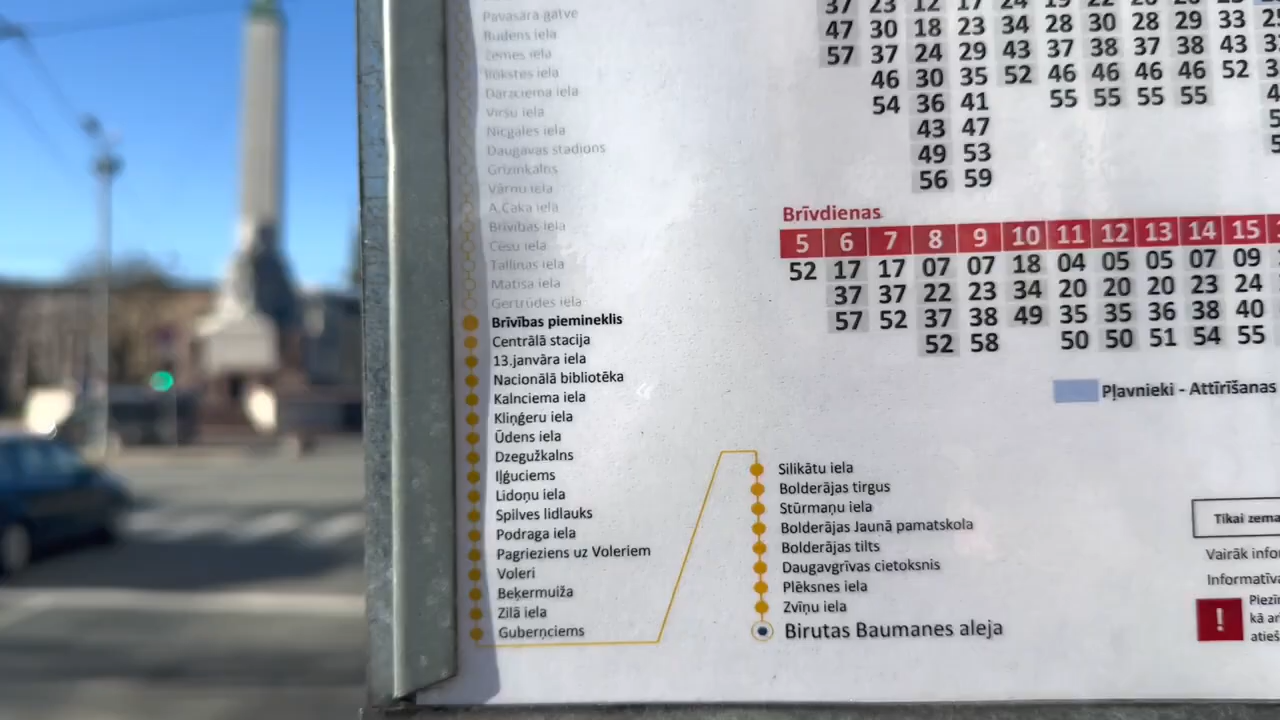 Pavasara gatve
Rudens iela
Zemes iela
Ilūkstes iela
Dārzciema iela
Viršu iela
Nīcgales iela
Daugavas stadions
Grīziņkalns
Vārnu iela
A.Čaka iela
Brīvības iela
Cēsu iela
Tallinas iela
Matīsa iela
Ģertrūdes iela
Brīvības piemineklis
Centrālā stacija
13.janvāra iela
Nacionālā bibliotēka
Kalnciema iela
Kliņģeru iela
Ūdens iela
Dzegužkalns
Iļģuciems
Lidoņu iela
Spilves lidlauks
Podraga iela
Pagrieziens uz Voleriem
Voleri
Beķermuiža
Zilā iela
Guberņciems
Silikātu iela
Bolderājas tirgus
Stūrmaņu iela
Bolderājas Jaunā pamatskola
Bolderājas tilts
Daugavgrīvas cietoksnis
Plēksnes iela
Zvīņu iela
Birutas Baumanes aleja
37 23 12 17 24
47 30 18 23 34 28 30 28 29 33
57 37 24 29 43 37 38 37 38 43
46 30 35 52 46 46 46 46 52
54 36 41 55 55 55 55
43 47
49 53
56 59
Brīvdienas
5 6 7 8 9 10 11 12 13 14 15
52 17 17 07 07 18 04 05 05 07 09
37 37 22 23 34 20 20 20 23 24
57 52 37 38 49 35 35 36 38 40
52 58 50 50 51 54 55
Pļavnieki - Attīrīšanas
Tikai zema
Vairāk infor
Informatīva
!
Piezīm
kā ar
atieš